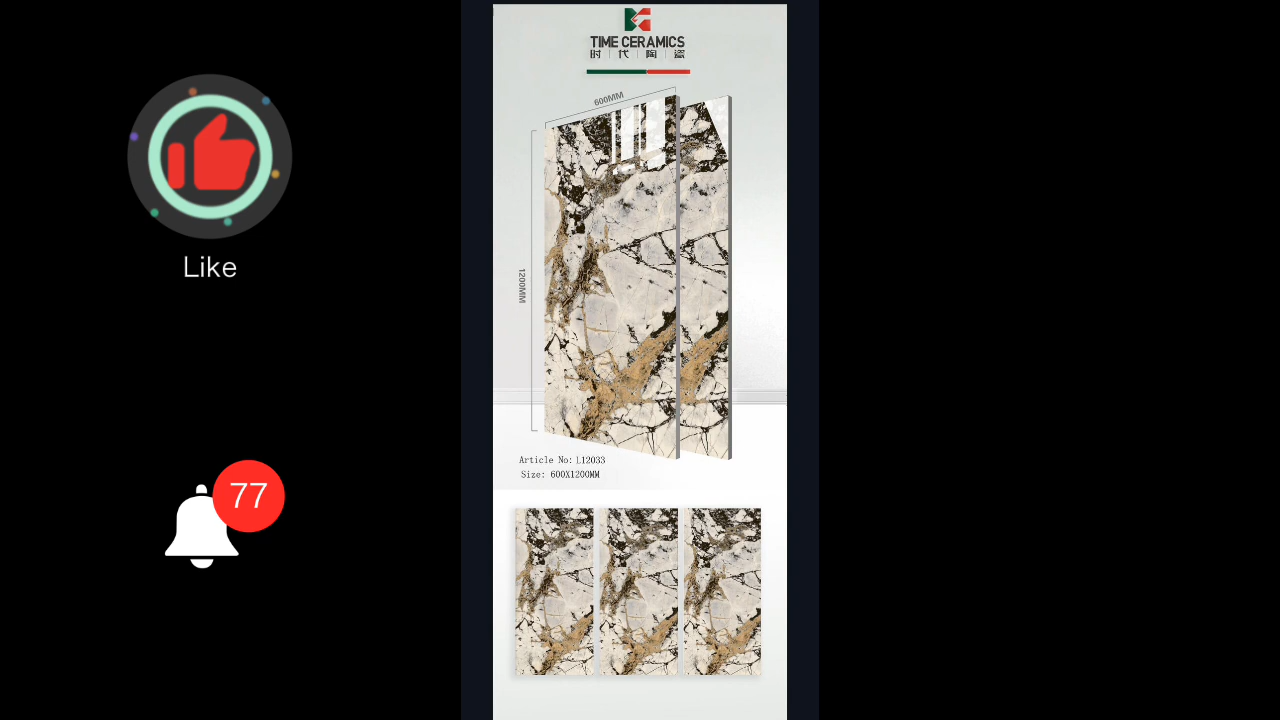 TIME CERAMICS
时 代 陶 瓷
600MM
1200MM
Article No: L12033
Size: 600X1200MM
Like
77